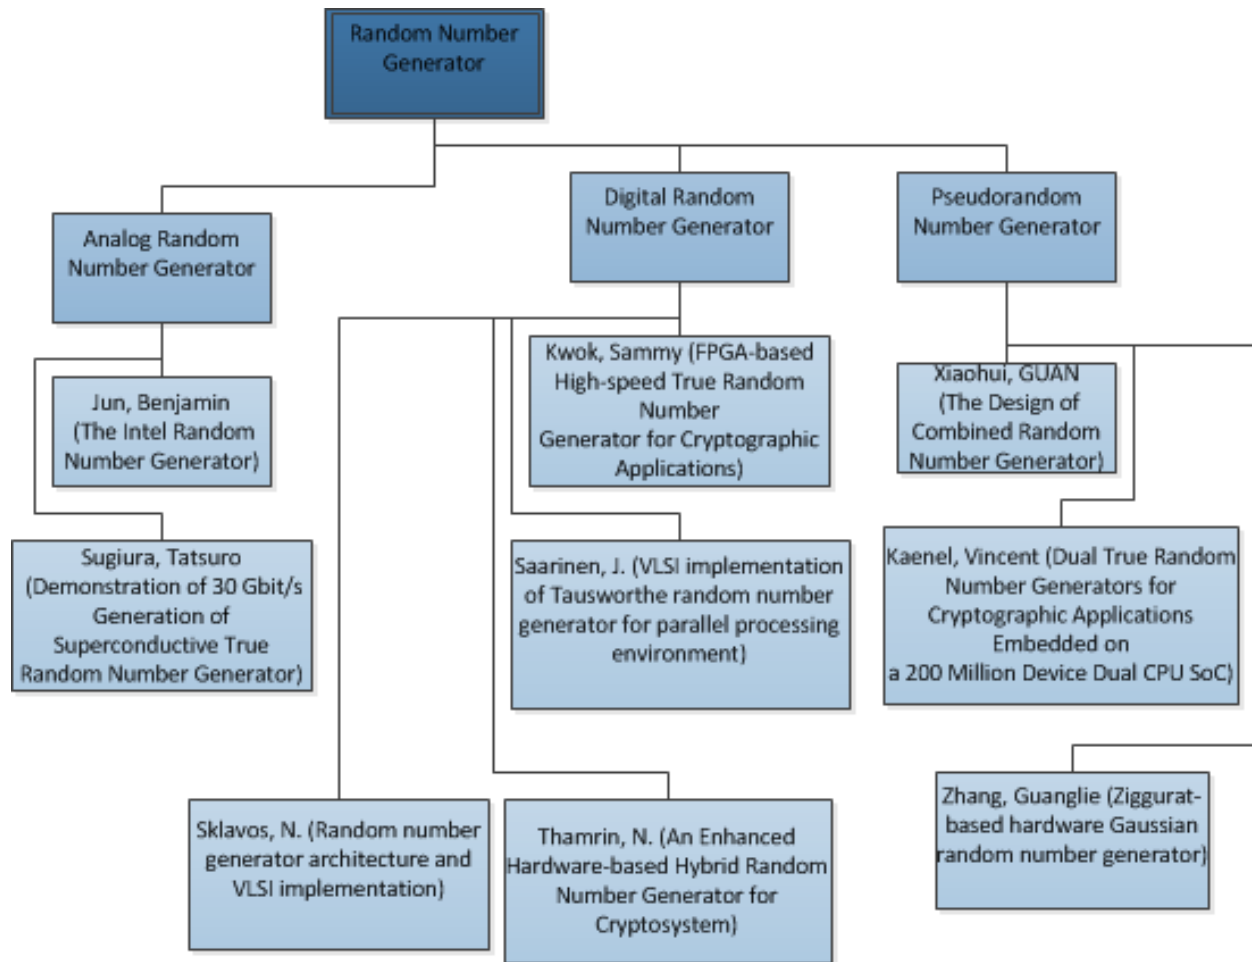 Random Number
Generator
Digital Random
Number Generator
Pseudorandom
Number Generator
Analog Random
Number Generator
Kwok, Sammy (FPGA-based
High-speed True Random
Number
Generator for Cryptographic
Applications)
Xiaohui, GUAN
(The Design of
Combined Random
Number Generator)
Jun, Benjamin
(The Intel Random
Number Generator)
Sugiura, Tatsuro
(Demonstration of 30 Gbit/s
Generation of
Superconductive True
Random Number Generator)
Saarinen, J. (VLSI implementation
of Tausworthe random number
generator for parallel processing
environment)
Kaenel, Vincent (Dual True Random
Number Generators for
Cryptographic Applications
Embedded on
a 200 Million Device Dual CPU SoC)
Sklavos, N. (Random number
generator architecture and
VLSI implementation)
Thamrin, N. (An Enhanced
Hardware-based Hybrid Random
Number Generator for
Cryptosystem)
Zhang, Guanglie (Ziggurat-
based hardware Gaussian
random number generator)